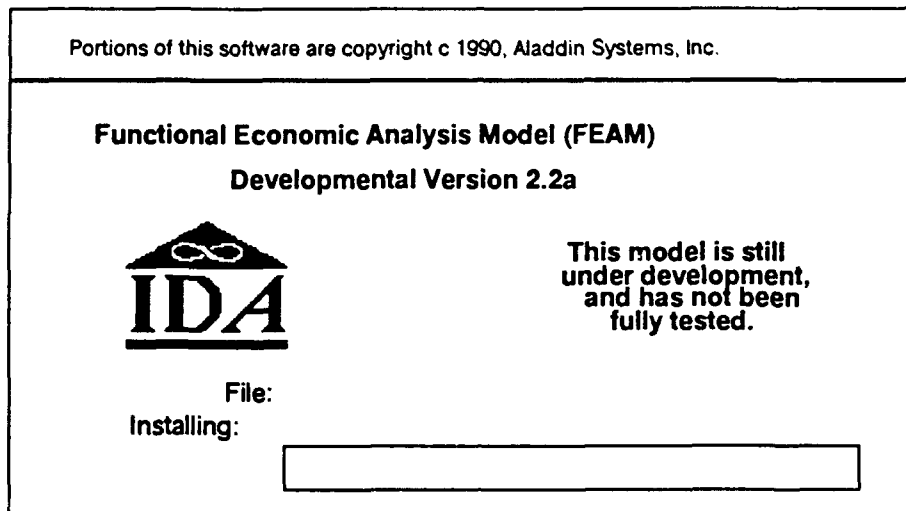 Portions of this software are copyright c 1990, Aladdin Systems, Inc.
Functional Economic Analysis Model (FEAM)
Developmental Version 2.2a
IDA
This model is still
under development,
and has not been
fully tested.
File:
Installing: